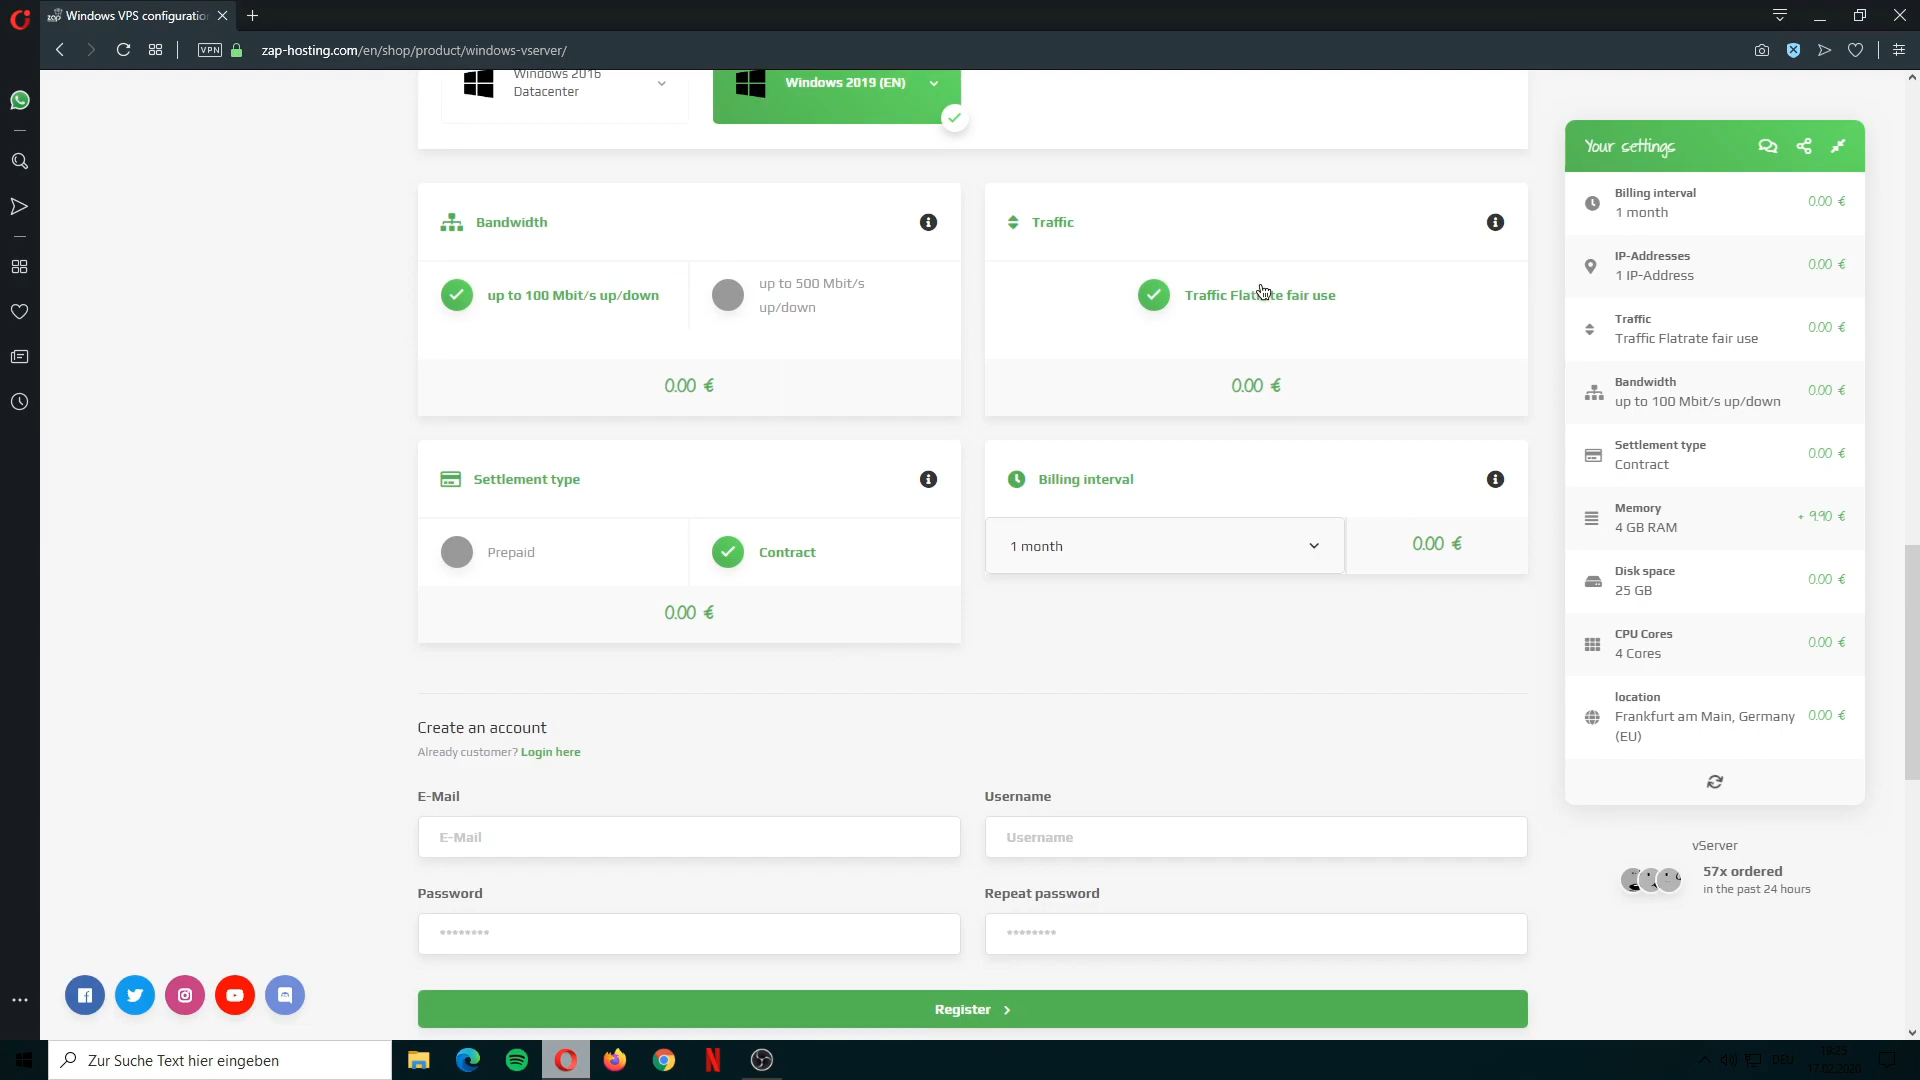 Windows VPS configuratio
VPN
zap-hosting.com/en/shop/product/windows-vserver/
Windows 2016
Datacenter
Windows 2019 (EN)
Bandwidth
up to 100 Mbit/s up/down
up to 500 Mbit/s
up/down
0.00 €
Traffic
Traffic Flatrate fair use
0.00 €
Settlement type
Prepaid
Contract
0.00 €
Billing interval
1 month
0.00 €
Create an account
Already customer? Login here
E-Mail
E-Mail
Username
Username
Password
********
Repeat password
********
Register
Your settings
Billing interval
1 month
0.00 €
IP-Addresses
1 IP-Address
0.00 €
Traffic
Traffic Flatrate fair use
0.00 €
Bandwidth
up to 100 Mbit/s up/down
0.00 €
Settlement type
Contract
0.00 €
Memory
4 GB RAM
+ 9.90 €
Disk space
25 GB
0.00 €
CPU Cores
4 Cores
0.00 €
location
Frankfurt am Main, Germany
(EU)
0.00 €
vServer
57x ordered
in the past 24 hours
Zur Suche Text hier eingeben
DEU